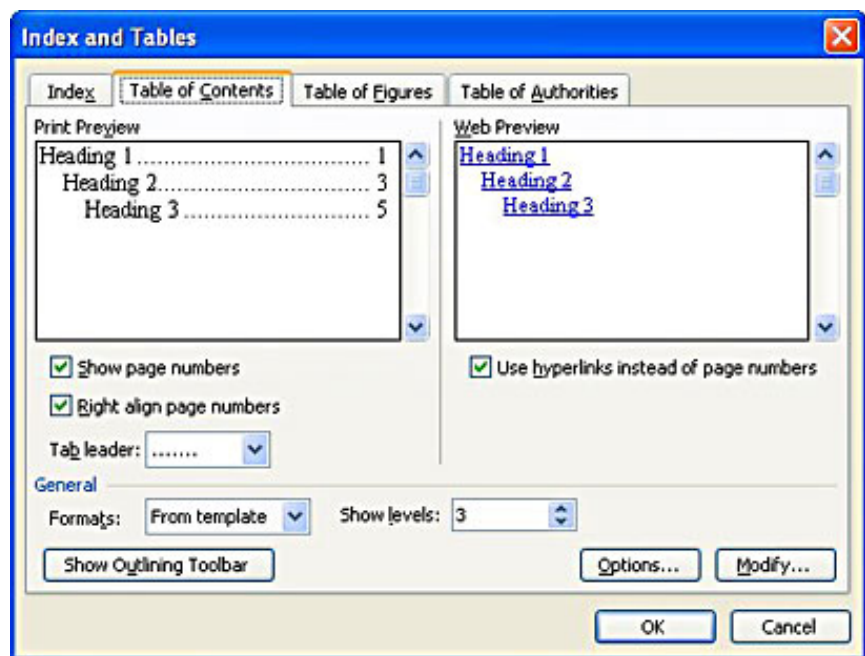 Index and Tables
Index Table of Contents Table of Figures Table of Authorities
Print Preview
Heading 1 ................................. 1
Heading 2.............................. 3
Heading 3 ........................... 5
Web Preview
Heading 1
Heading 2
Heading 3
Show page numbers
Right align page numbers
Tab leader: .......
Use hyperlinks instead of page numbers
General
Formats: From template Show levels: 3
Show Outlining Toolbar Options... Modify...
OK Cancel